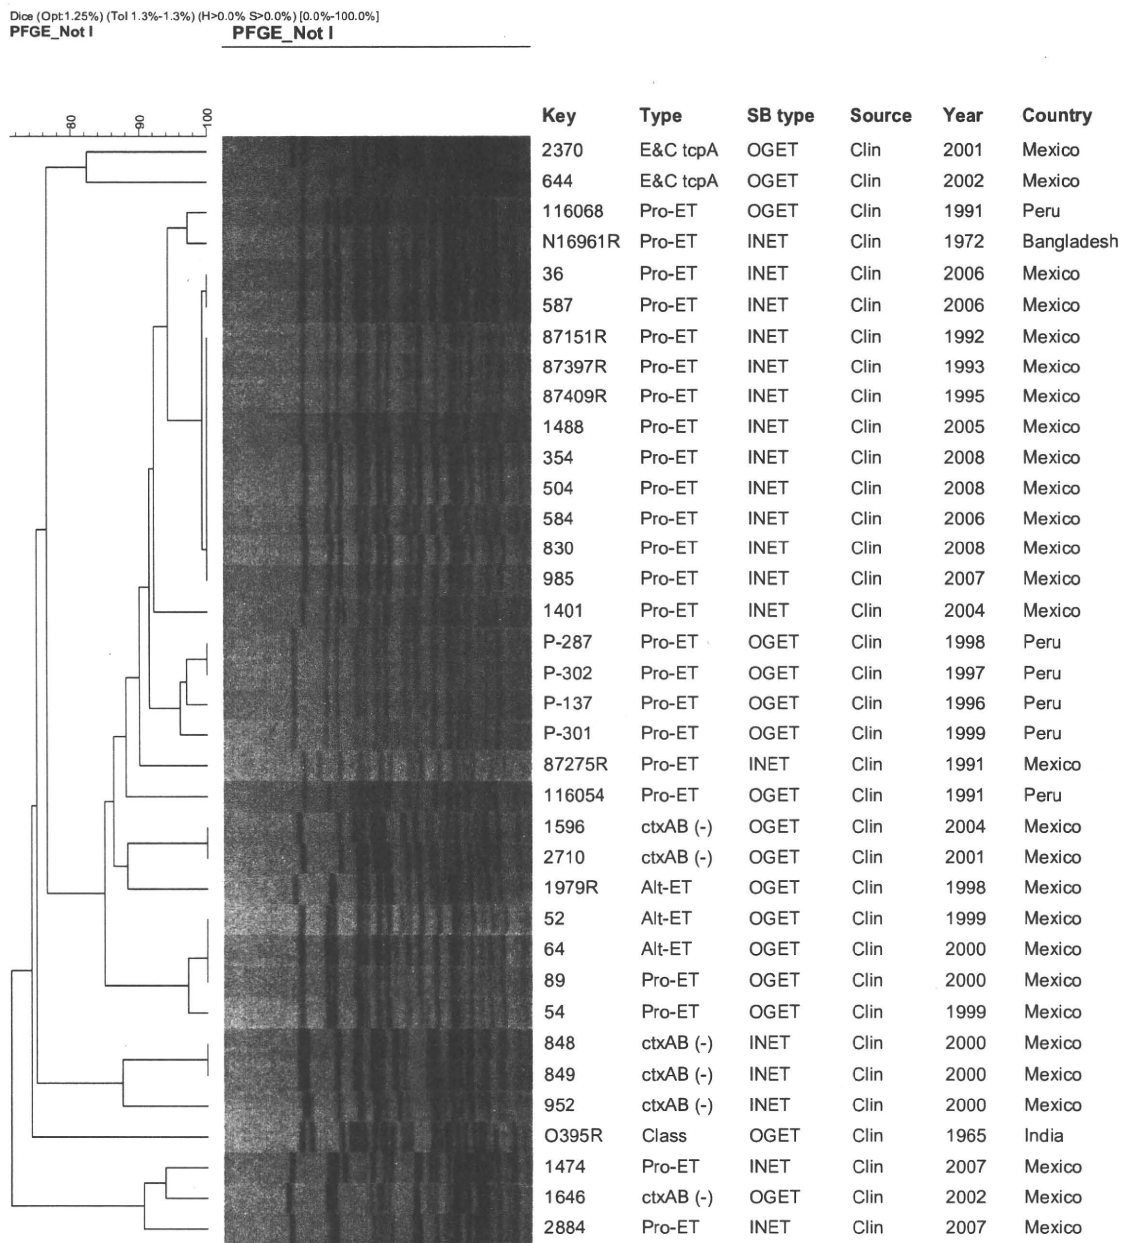 Dice (Opt:1.25%) (Tol 1.3%-1.3%) (H>0.0% S>0.0%) [0.0%-100.0%]
PFGE_Not I PFGE_Not I
80 90 100
Key Type SB type Source Year Country
2370 E&C tcpA OGET Clin 2001 Mexico
644 E&C tcpA OGET Clin 2002 Mexico
116068 Pro-ET OGET Clin 1991 Peru
N16961R Pro-ET INET Clin 1972 Bangladesh
36 Pro-ET INET Clin 2006 Mexico
587 Pro-ET INET Clin 2006 Mexico
87151R Pro-ET INET Clin 1992 Mexico
87397R Pro-ET INET Clin 1993 Mexico
87409R Pro-ET INET Clin 1995 Mexico
1488 Pro-ET INET Clin 2005 Mexico
354 Pro-ET INET Clin 2008 Mexico
504 Pro-ET INET Clin 2008 Mexico
584 Pro-ET INET Clin 2006 Mexico
830 Pro-ET INET Clin 2008 Mexico
985 Pro-ET INET Clin 2007 Mexico
1401 Pro-ET INET Clin 2004 Mexico
P-287 Pro-ET OGET Clin 1998 Peru
P-302 Pro-ET OGET Clin 1997 Peru
P-137 Pro-ET OGET Clin 1996 Peru
P-301 Pro-ET OGET Clin 1999 Peru
87275R Pro-ET INET Clin 1991 Mexico
116054 Pro-ET OGET Clin 1991 Peru
1596 ctxAB (-) OGET Clin 2004 Mexico
2710 ctxAB (-) OGET Clin 2001 Mexico
1979R Alt-ET OGET Clin 1998 Mexico
52 Alt-ET OGET Clin 1999 Mexico
64 Alt-ET OGET Clin 2000 Mexico
89 Pro-ET OGET Clin 2000 Mexico
54 Pro-ET OGET Clin 1999 Mexico
848 ctxAB (-) INET Clin 2000 Mexico
849 ctxAB (-) INET Clin 2000 Mexico
952 ctxAB (-) INET Clin 2000 Mexico
O395R Class OGET Clin 1965 India
1474 Pro-ET INET Clin 2007 Mexico
1646 ctxAB (-) OGET Clin 2002 Mexico
2884 Pro-ET INET Clin 2007 Mexico